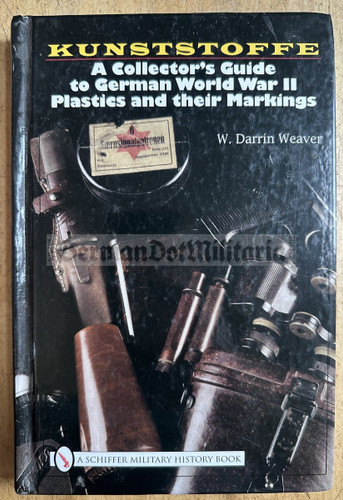 KUNSTSTOFFE
A Collector's Guide
to German World War II
Plastics and their Markings
W. Darrin Weaver
GermanDotMilitaria
A SCHIFFER MILITARY HISTORY BOOK